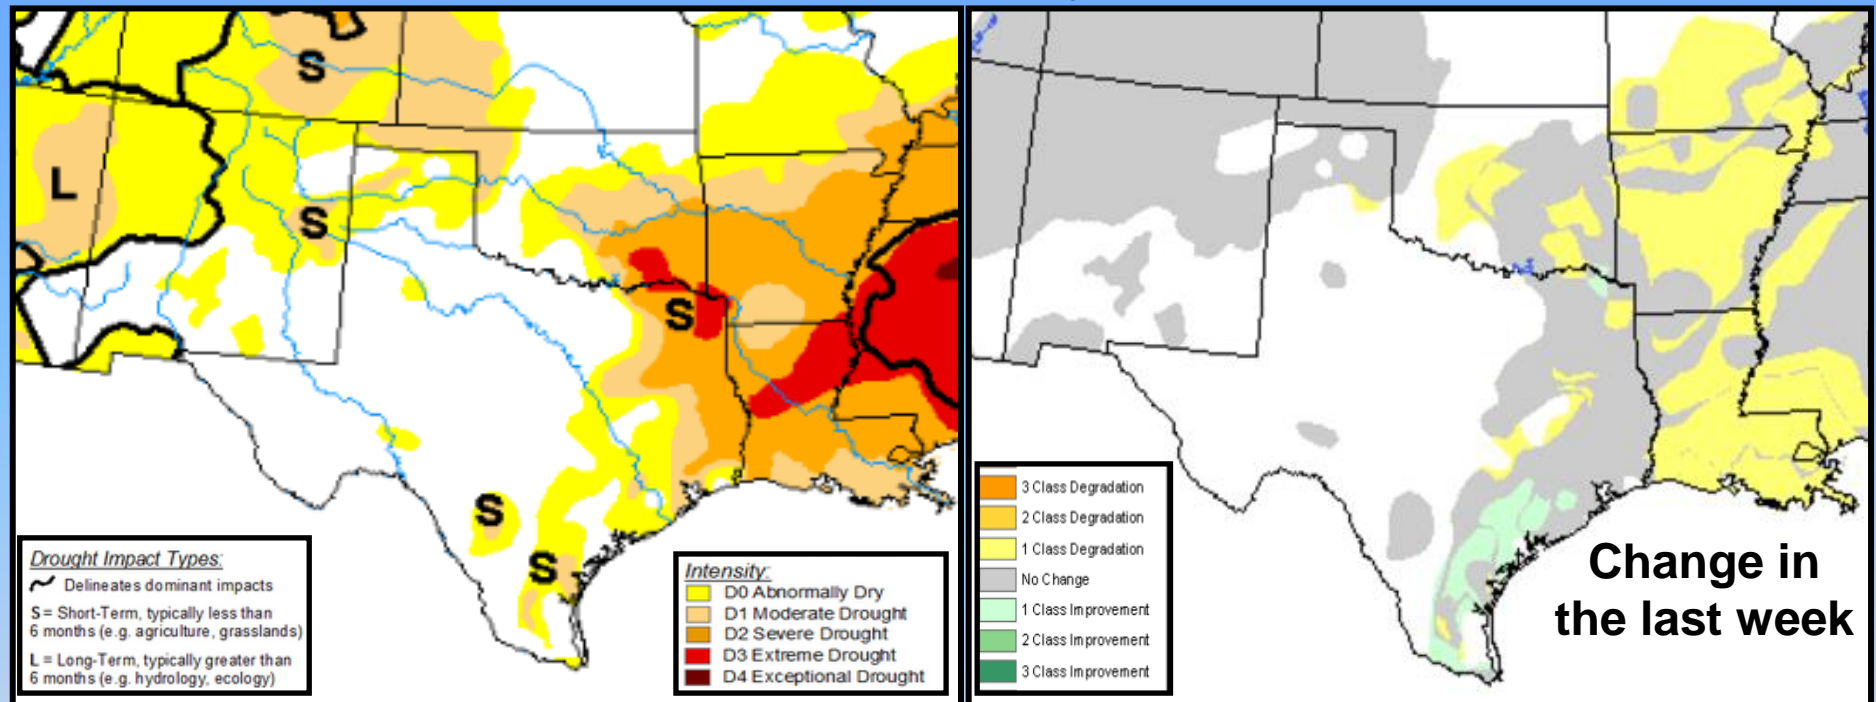 S
L
S
S
S
S
Drought Impact Types:
Delineates dominant impacts
S = Short-Term, typically less than
6 months (e.g. agriculture, grasslands)
L = Long-Term, typically greater than
6 months (e.g. hydrology, ecology)
Intensity:
D0 Abnormally Dry
D1 Moderate Drought
D2 Severe Drought
D3 Extreme Drought
D4 Exceptional Drought
3 Class Degradation
2 Class Degradation
1 Class Degradation
No Change
1 Class Improvement
2 Class Improvement
3 Class Improvement
Change in
the last week